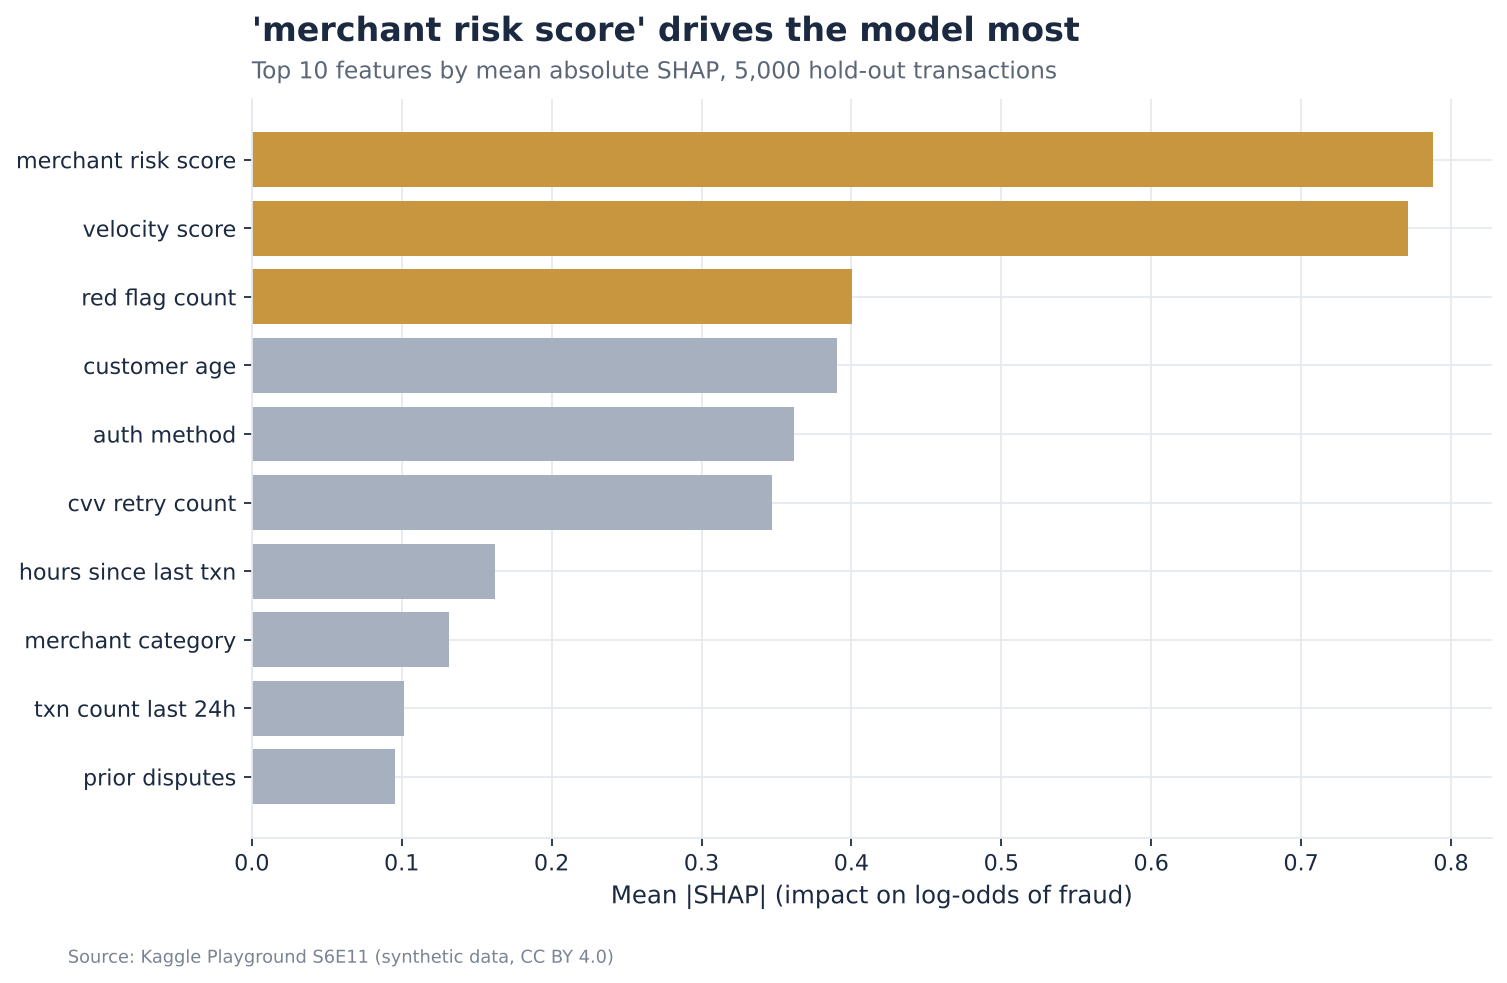 'merchant risk score' drives the model most
Top 10 features by mean absolute SHAP, 5,000 hold-out transactions
merchant risk score
velocity score
red flag count
customer age
auth method
cvv retry count
hours since last txn
merchant category
txn count last 24h
prior disputes
0.0 0.1 0.2 0.3 0.4 0.5 0.6 0.7 0.8
Mean |SHAP| (impact on log-odds of fraud)
Source: Kaggle Playground S6E11 (synthetic data, CC BY 4.0)